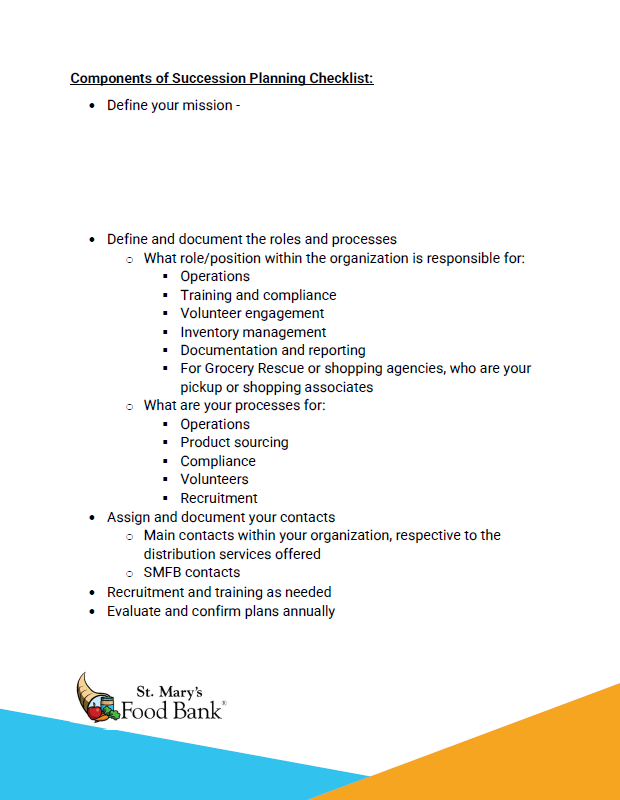 Components of Succession Planning Checklist:
• Define your mission -
• Define and document the roles and processes
o What role/position within the organization is responsible for:
▪ Operations
▪ Training and compliance
▪ Volunteer engagement
▪ Inventory management
▪ Documentation and reporting
▪ For Grocery Rescue or shopping agencies, who are your
pickup or shopping associates
o What are your processes for:
▪ Operations
▪ Product sourcing
▪ Compliance
▪ Volunteers
▪ Recruitment
• Assign and document your contacts
o Main contacts within your organization, respective to the
distribution services offered
o SMFB contacts
• Recruitment and training as needed
• Evaluate and confirm plans annually
St. Mary's
Food Bank®